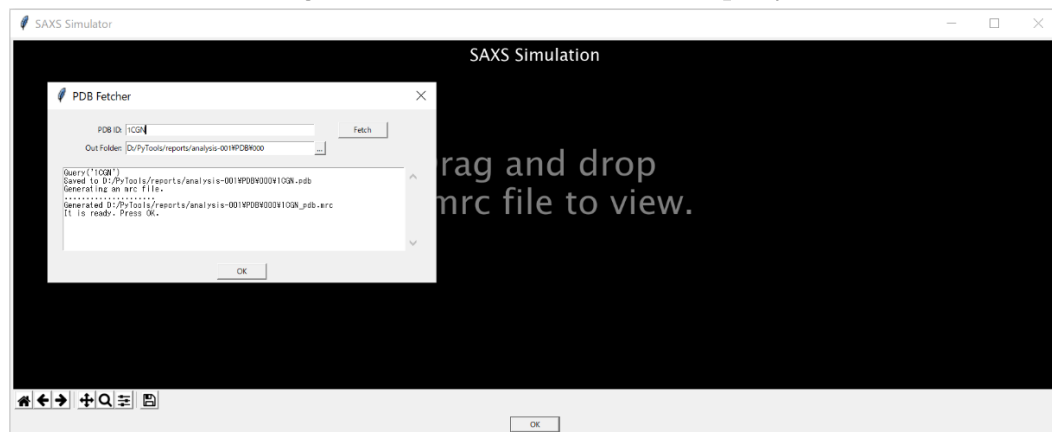 SAXS Simulator
SAXS Simulation
PDB Fetcher
PDB ID: 1CGN
Fetch
Out Folder: D:/PyTools/reports/analysis-001¥PDB¥000
...
Query('1CGN')
Saved to D:/PyTools/reports/analysis-001¥PDB¥000¥1CGN.pdb
Generating an mrc file.
.....................
Generated D:/PyTools/reports/analysis-001¥PDB¥000¥1CGN_pdb.mrc
It is ready. Press OK.
OK
rag and drop
mrc file to view.
OK